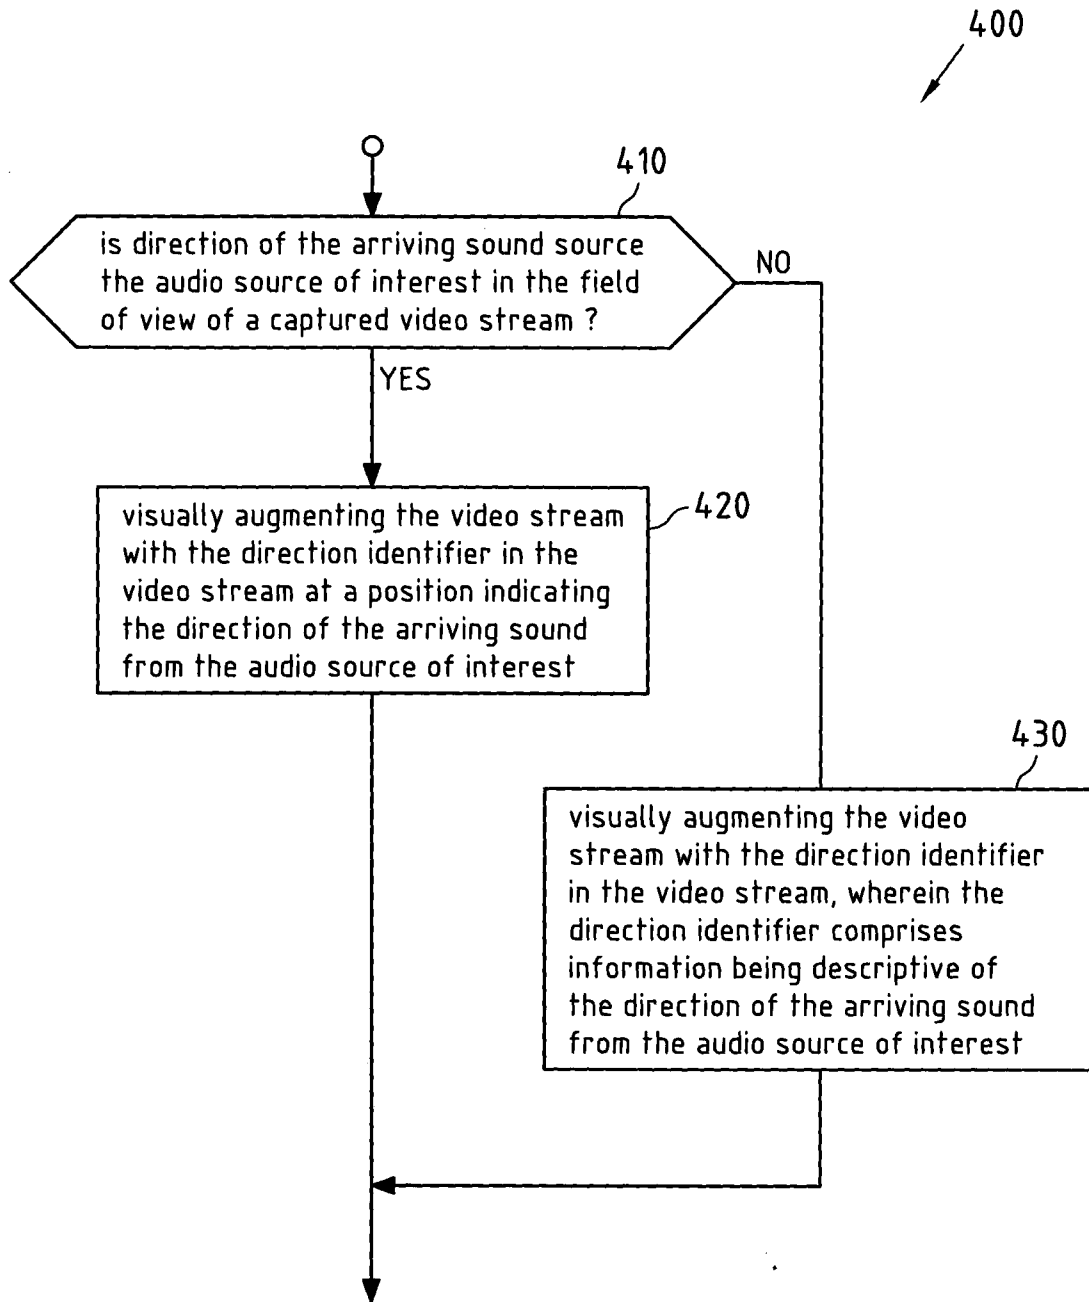 400
410
is direction of the arriving sound source
the audio source of interest in the field
of view of a captured video stream ?
NO
YES
420
visually augmenting the video stream
with the direction identifier in the
video stream at a position indicating
the direction of the arriving sound
from the audio source of interest
430
visually augmenting the video
stream with the direction identifier
in the video stream, wherein the
direction identifier comprises
information being descriptive of
the direction of the arriving sound
from the audio source of interest